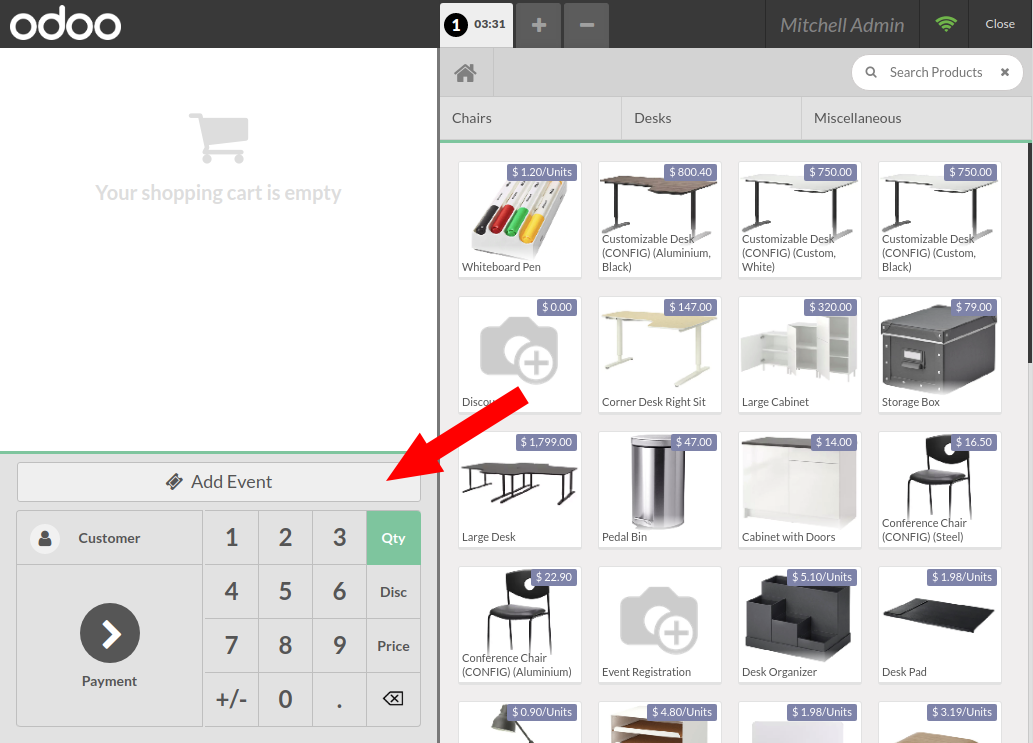 odoo
1 03:31
+
−
Mitchell Admin
Close
Search Products
Chairs
Desks
Miscellaneous
Your shopping cart is empty
$ 1.20/Units
Whiteboard Pen
$ 800.40
Customizable Desk
(CONFIG) (Aluminium,
Black)
$ 750.00
Customizable Desk
(CONFIG) (Custom,
White)
$ 750.00
Customizable Desk
(CONFIG) (Custom,
Black)
$ 0.00
$ 147.00
Corner Desk Right Sit
$ 320.00
Large Cabinet
$ 79.00
Storage Box
$ 1,799.00
Large Desk
$ 47.00
Pedal Bin
$ 14.00
Cabinet with Doors
$ 16.50
Conference Chair
(CONFIG) (Steel)
$ 22.90
Conference Chair
(CONFIG) (Aluminium)
Event Registration
$ 5.10/Units
Desk Organizer
$ 1.98/Units
Desk Pad
$ 0.90/Units
$ 4.80/Units
$ 1.98/Units
$ 3.19/Units
Add Event
Customer
1 2 3 Qty
4 5 6 Disc
7 8 9 Price
+/- 0 .
Payment